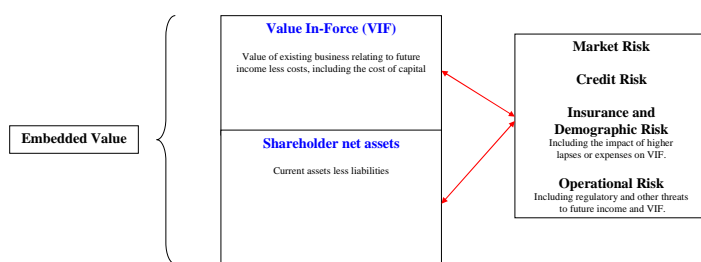 Embedded Value
Value In-Force (VIF)
Value of existing business relating to future
income less costs, including the cost of capital
Shareholder net assets
Current assets less liabilities
Market Risk
Credit Risk
Insurance and
Demographic Risk
Including the impact of higher
lapses or expenses on VIF.
Operational Risk
Including regulatory and other threats
to future income and VIF.